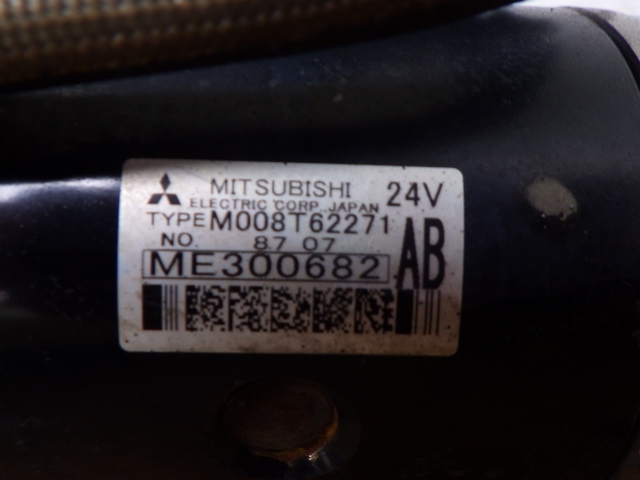 MITSUBISHI 24V
ELECTRIC CORP. JAPAN
TYPE M008T62271
NO. 87 07 AB
ME300682